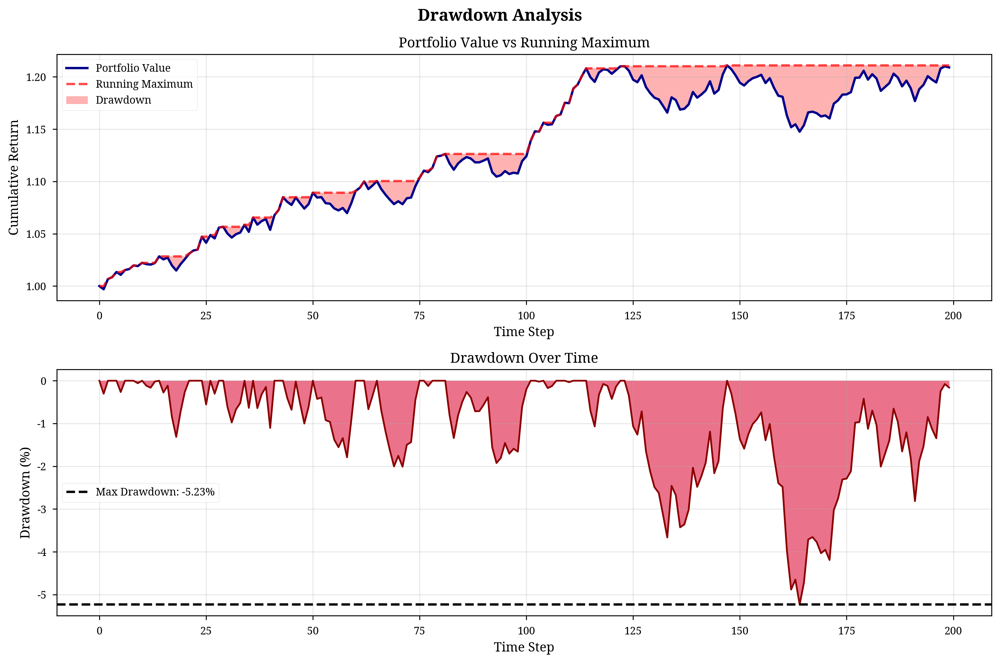 Drawdown Analysis
Portfolio Value vs Running Maximum
Portfolio Value
Running Maximum
Drawdown
Cumulative Return
1.20
1.15
1.10
1.05
1.00
0 25 50 75 100 125 150 175 200
Time Step
Drawdown Over Time
Drawdown (%)
0
-1
-2
-3
-4
-5
Max Drawdown: -5.23%
0 25 50 75 100 125 150 175 200
Time Step